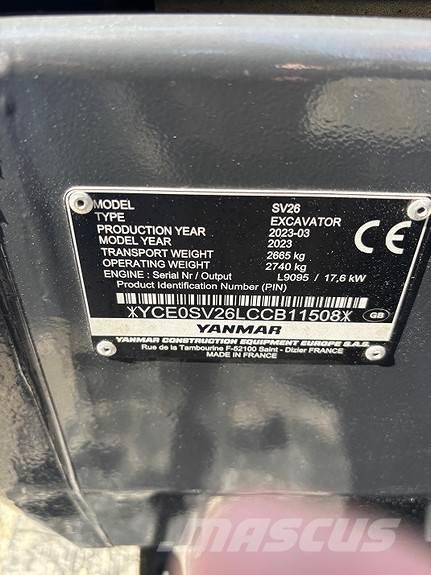 MODEL SV26
TYPE EXCAVATOR
PRODUCTION YEAR 2023-03
MODEL YEAR 2023
TRANSPORT WEIGHT 2665 kg
OPERATING WEIGHT 2740 kg
ENGINE : Serial Nr / Output L9095 / 17,6 kW
Product Identification Number (PIN)
CE
*YCE0SV26LCCB11508*
GB
YANMAR
YANMAR CONSTRUCTION EQUIPMENT EUROPE S.A.S.
Rue de la Tambourine F-52100 Saint - Dizier FRANCE
MADE IN FRANCE
MASCUS